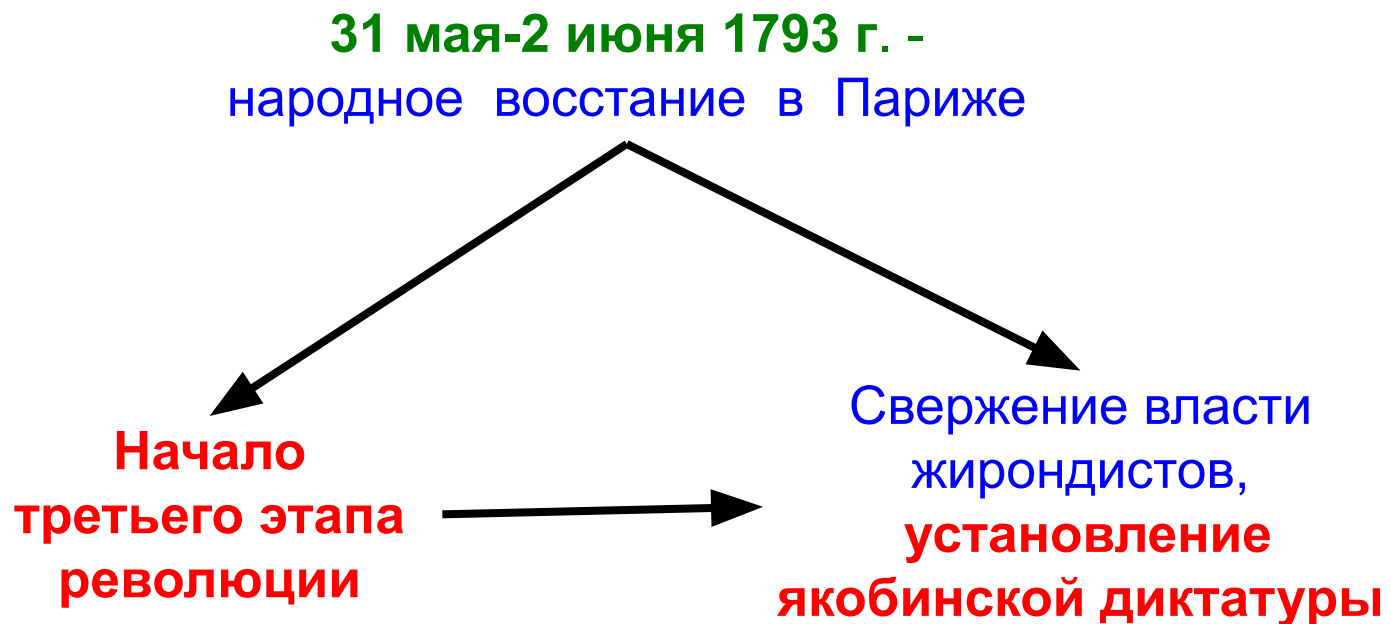 31 мая-2 июня 1793 г. -
народное восстание в Париже
Начало
третьего этапа
революции
Свержение власти
жирондистов,
установление
якобинской диктатуры